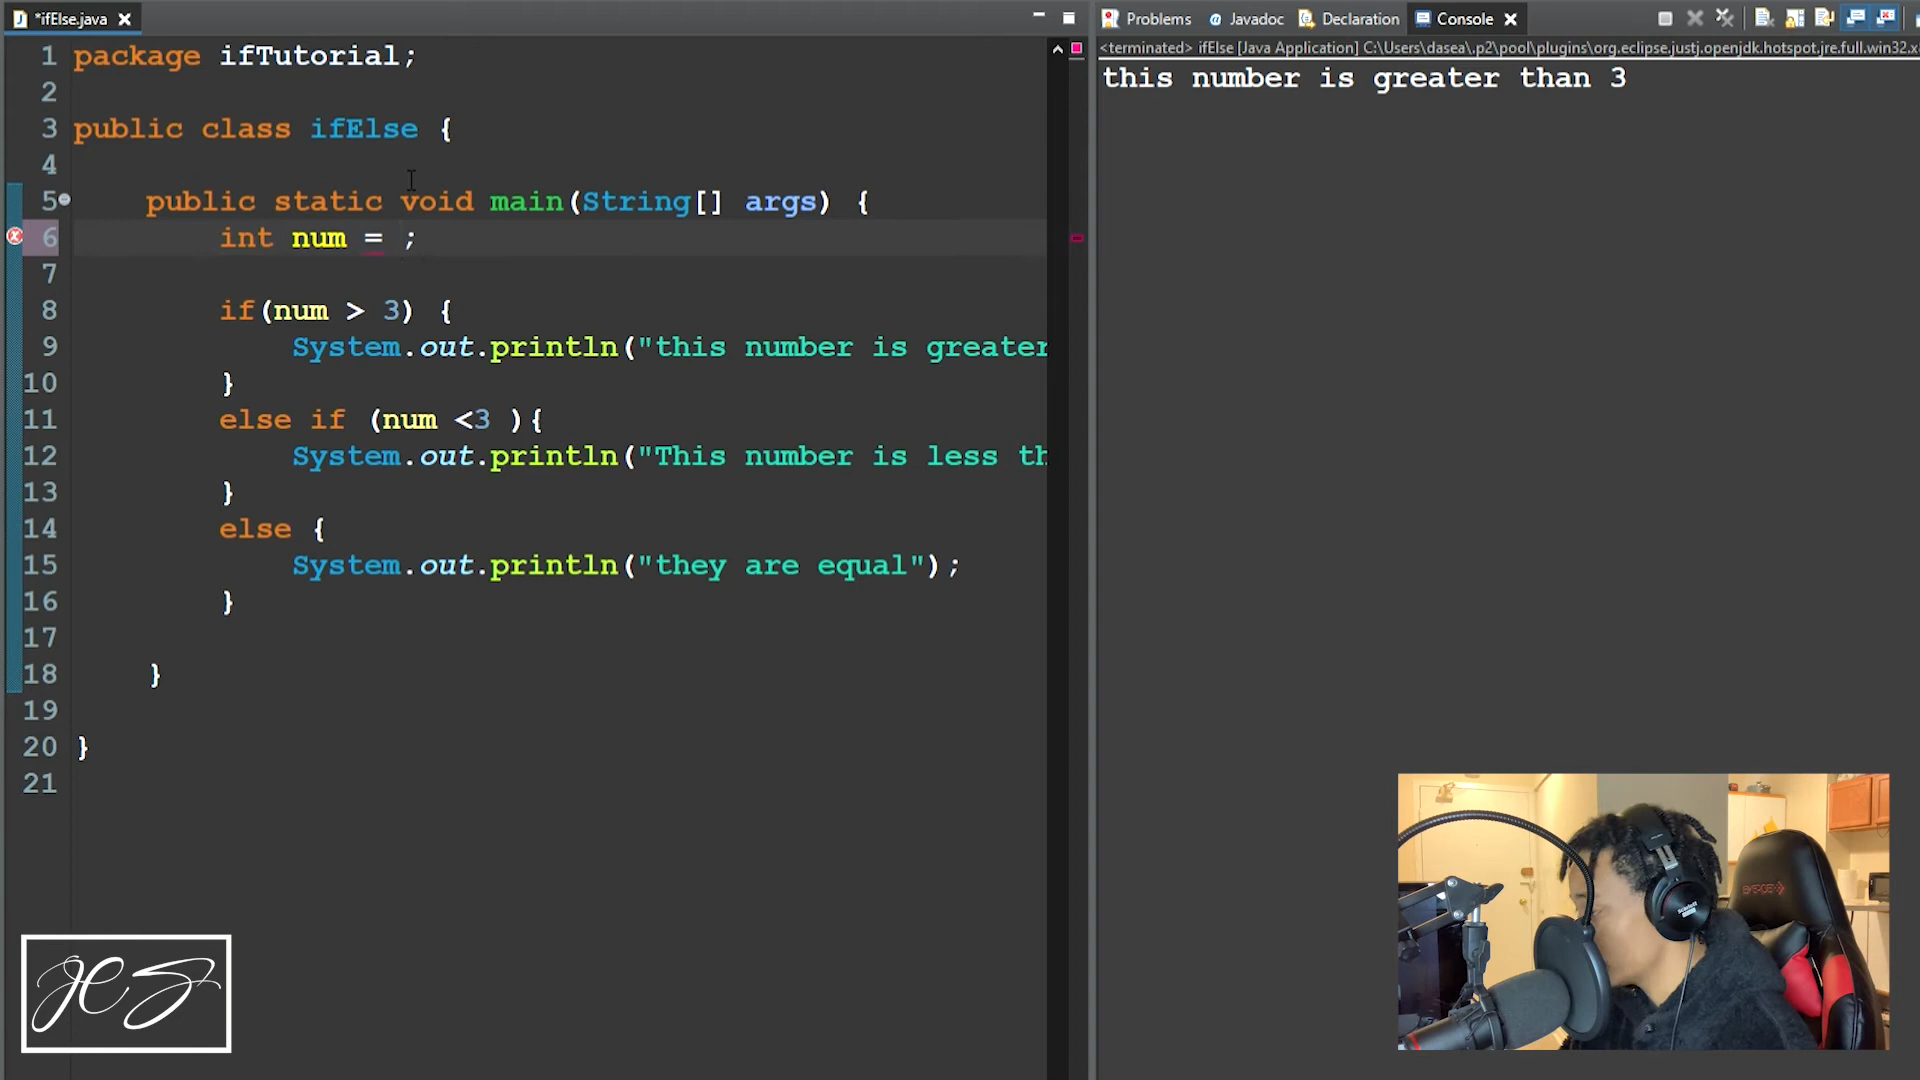 *ifElse.java
1 package ifTutorial;
2
3 public class ifElse {
4
5 public static void main(String[] args) {
6 int num = ;
7
8 if(num > 3) {
9 System.out.println("this number is greater
10 }
11 else if (num <3 ){
12 System.out.println("This number is less th
13 }
14 else {
15 System.out.println("they are equal");
16 }
17
18 }
19
20 }
21
Problems @ Javadoc Declaration Console
<terminated> ifElse [Java Application] C:\Users\dasea\.p2\pool\plugins\org.eclipse.justj.openjdk.hotspot.jre.full.win32.x
this number is greater than 3